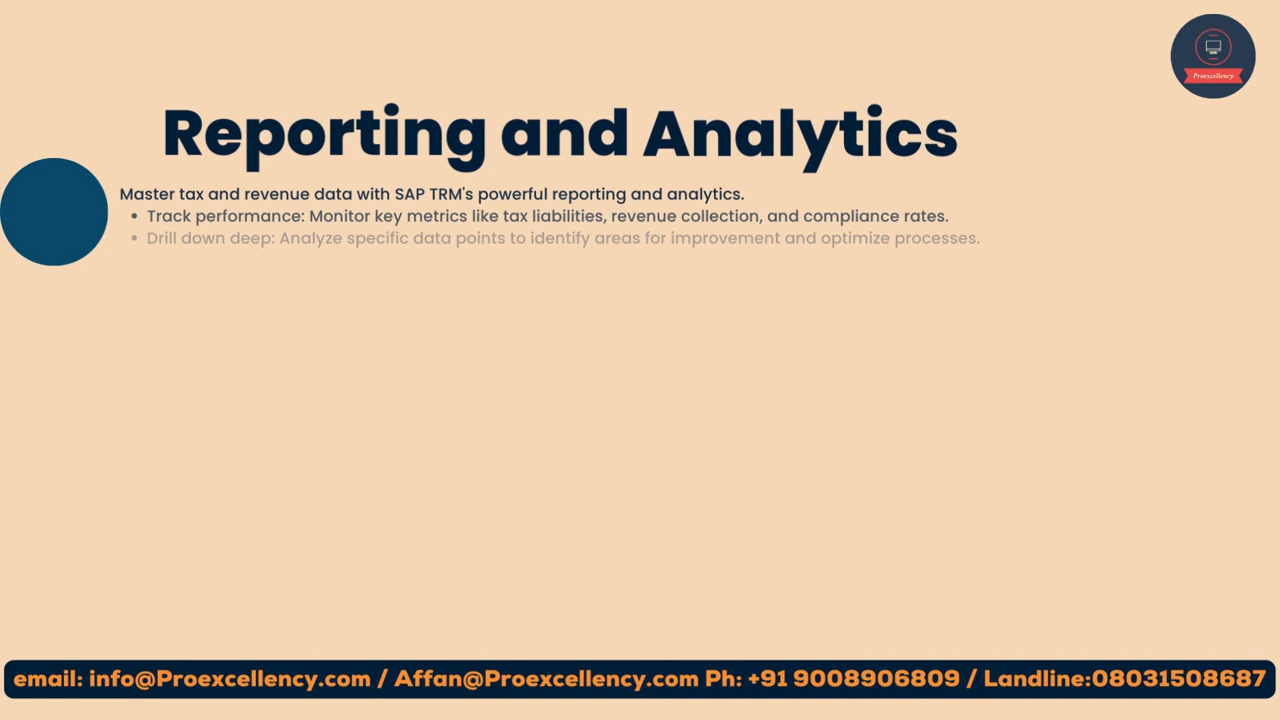 Proexcellency
Reporting and Analytics
Master tax and revenue data with SAP TRM's powerful reporting and analytics.
• Track performance: Monitor key metrics like tax liabilities, revenue collection, and compliance rates.
• Drill down deep: Analyze specific data points to identify areas for improvement and optimize processes.
email: info@Proexcellency.com / Affan@Proexcellency.com Ph: +91 9008906809 / Landline:08031508687